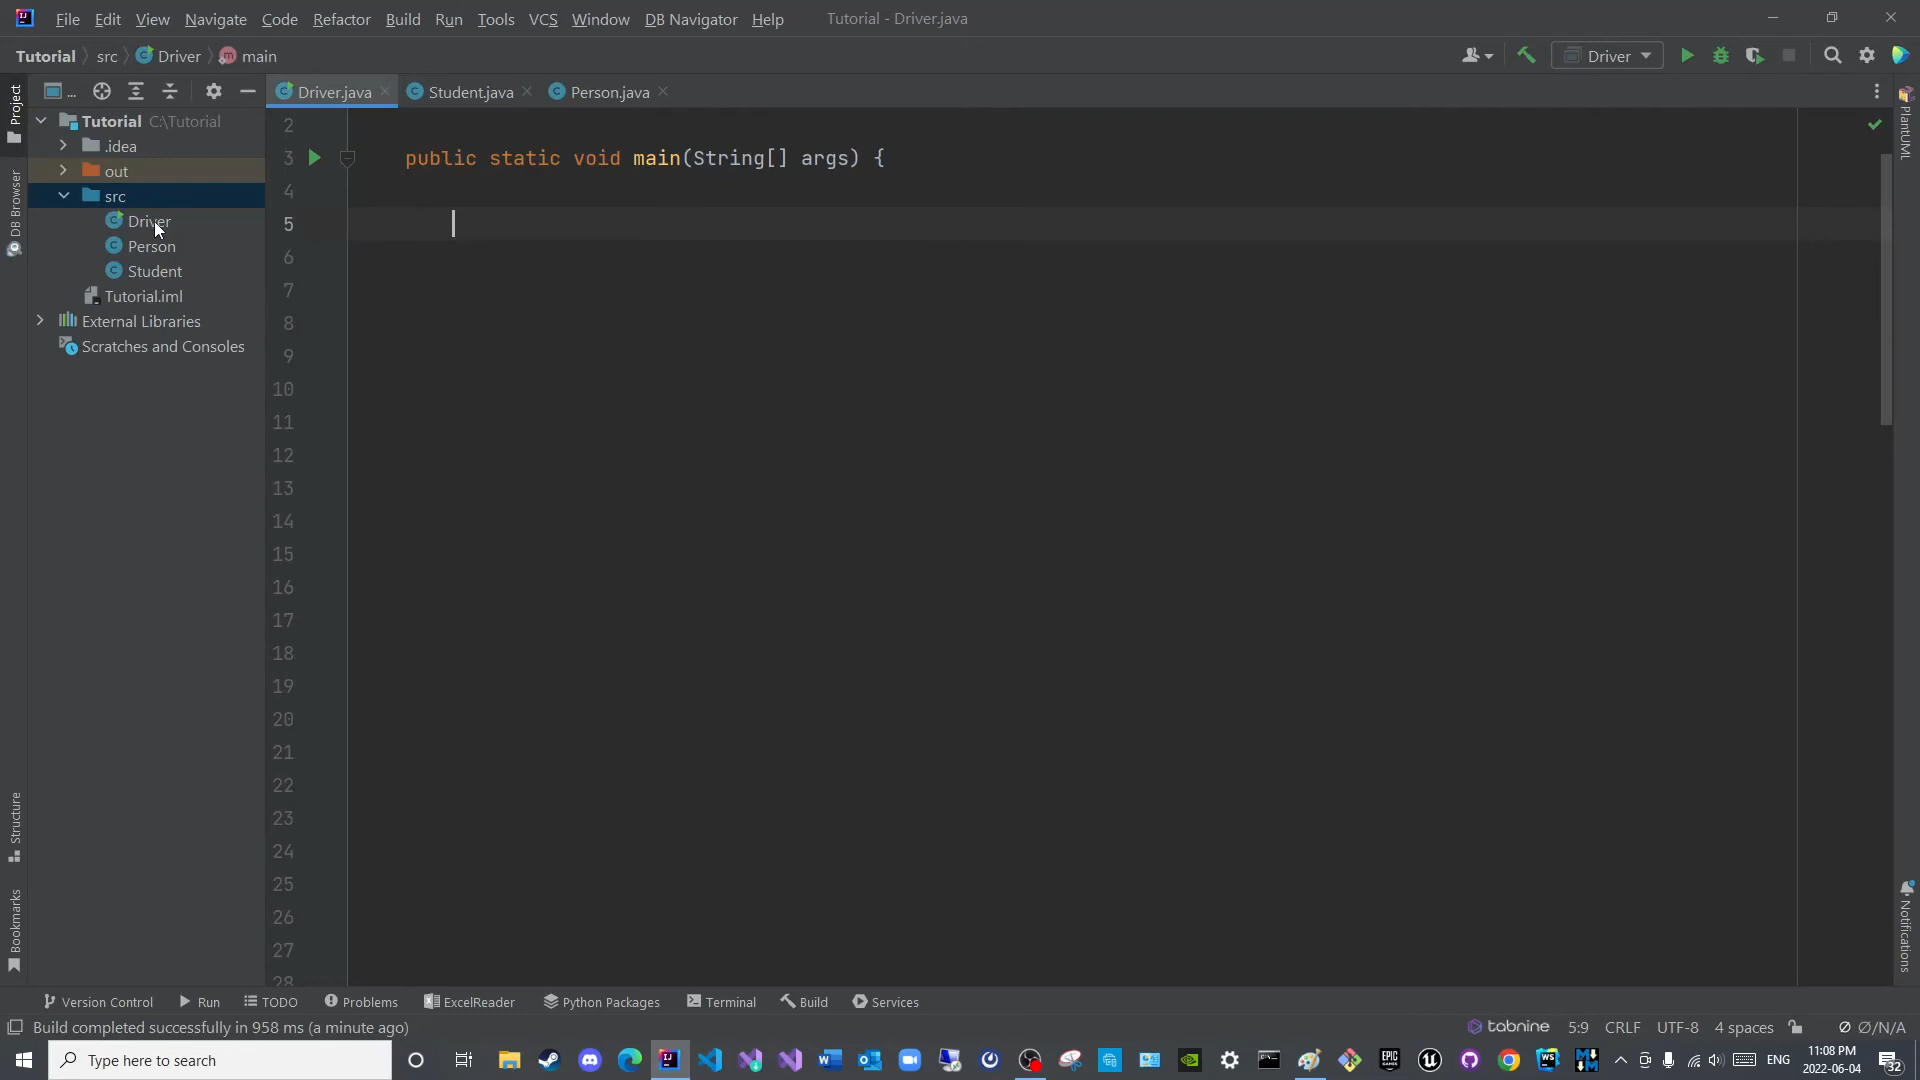 File Edit View Navigate Code Refactor Build Run Tools VCS Window DB Navigator Help Tutorial - Driver.java
Tutorial src Driver main Driver
... Driver.java Student.java Person.java
Project
DB Browser
Structure
Bookmarks
Tutorial C:\Tutorial
.idea
out
src
Driver
Person
Student
Tutorial.iml
External Libraries
Scratches and Consoles
2
3 public static void main(String[] args) {
4
5
6
7
8
9
10
11
12
13
14
15
16
17
18
19
20
21
22
23
24
25
26
27
28
PlantUML
Notifications
Version Control Run TODO Problems ExcelReader Python Packages Terminal Build Services
Build completed successfully in 958 ms (a minute ago) tabnine 5:9 CRLF UTF-8 4 spaces Ø/N/A
Type here to search ENG 11:08 PM
2022-06-04 32